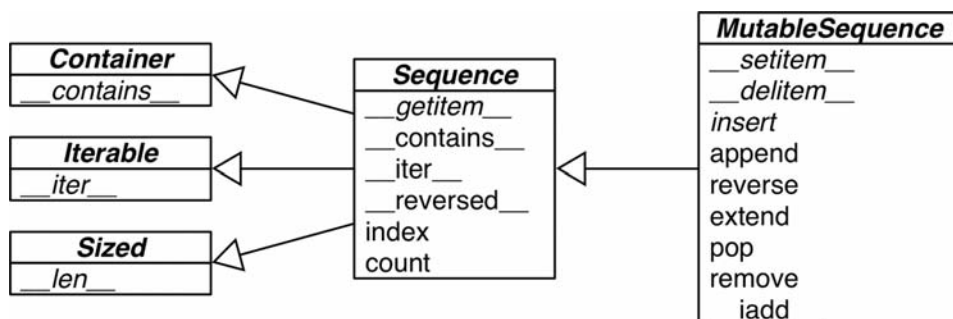 Container
__contains__
Iterable
__iter__
Sized
__len__
Sequence
__getitem__
__contains__
__iter__
__reversed__
index
count
MutableSequence
__setitem__
__delitem__
insert
append
reverse
extend
pop
remove
__iadd__